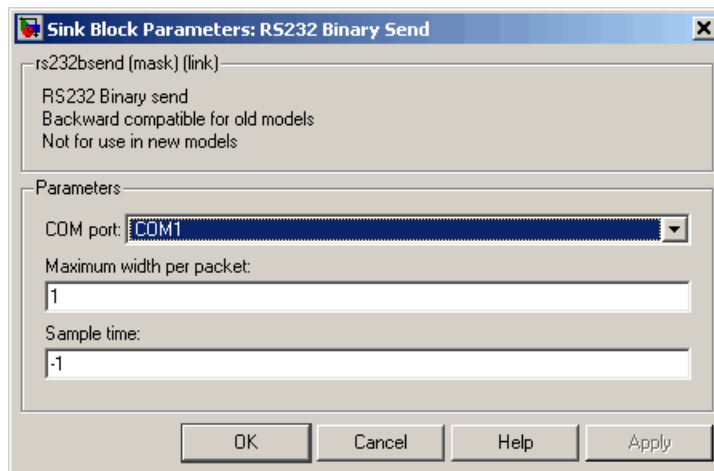 Sink Block Parameters: RS232 Binary Send
rs232bsend (mask) (link)
RS232 Binary send
Backward compatible for old models
Not for use in new models
Parameters
COM port: COM1
Maximum width per packet:
1
Sample time:
-1
OK Cancel Help Apply